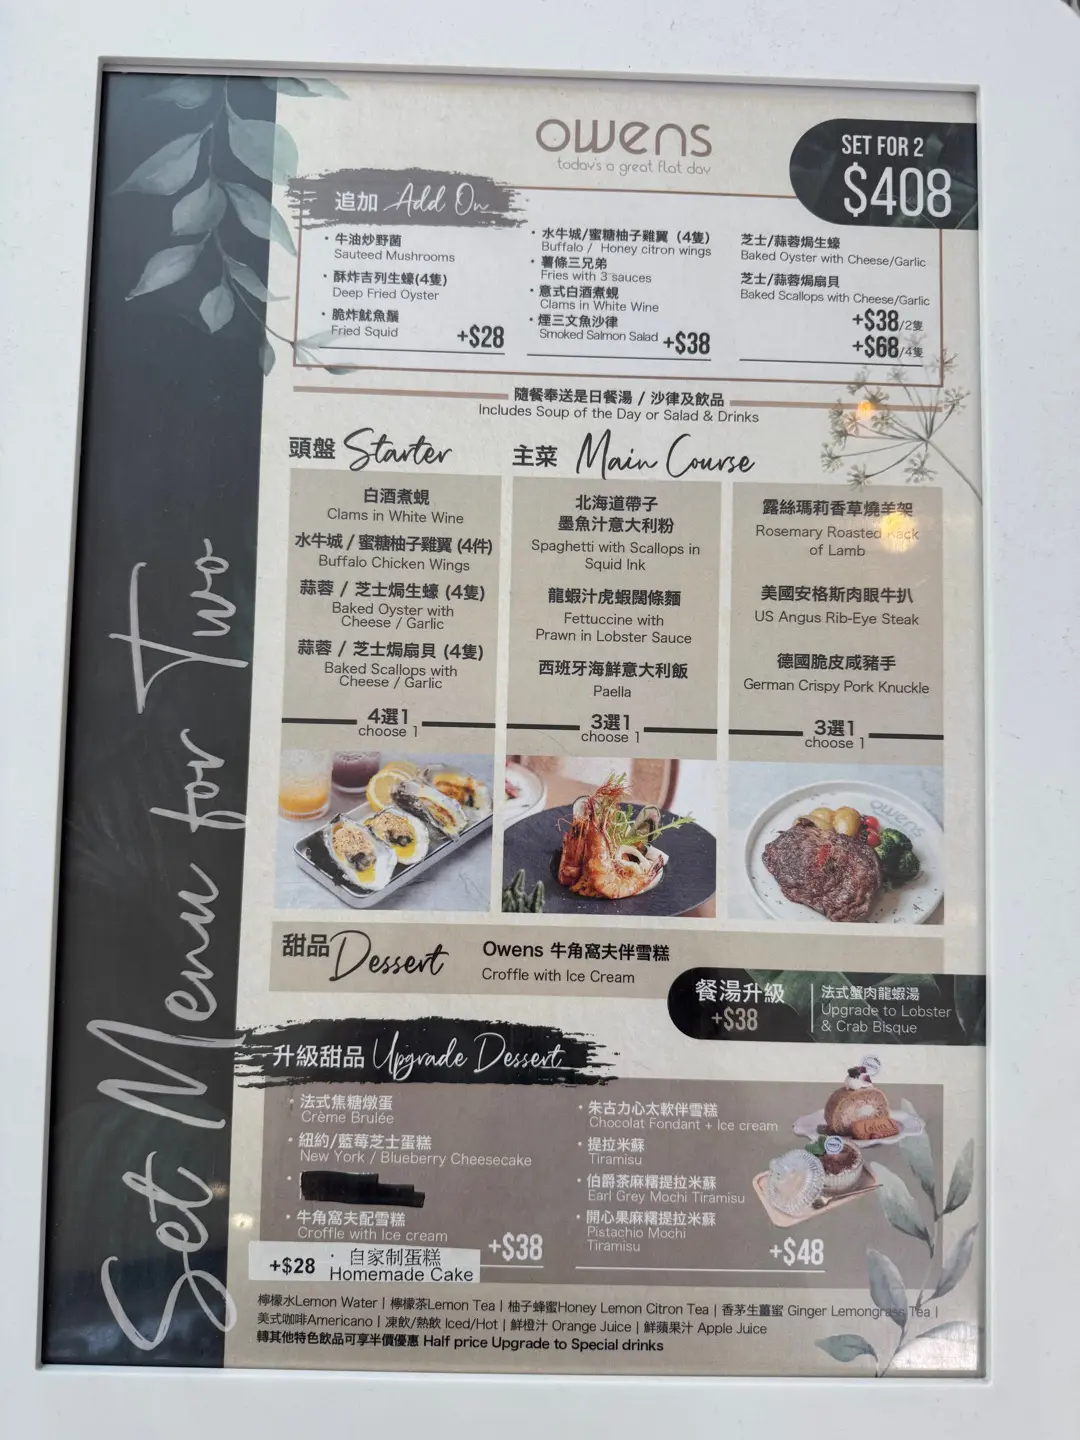 owens
today's a great flat day
SET FOR 2
$408
追加 Add On
・牛油炒野菌
Sauteed Mushrooms
・酥炸吉列生蠔(4隻)
Deep Fried Oyster
・脆炸魷魚鬚
Fried Squid
+$28
・水牛城/蜜糖柚子雞翼（4隻）
Buffalo / Honey citron wings
・薯條三兄弟
Fries with 3 sauces
・意式白酒煮蜆
Clams in White Wine
・煙三文魚沙律
Smoked Salmon Salad
+$38
芝士/蒜蓉焗生蠔
Baked Oyster with Cheese/Garlic
芝士/蒜蓉焗扇貝
Baked Scallops with Cheese/Garlic
+$38/2隻
+$68/4隻
隨餐奉送是日餐湯 / 沙律及飲品
Includes Soup of the Day or Salad & Drinks
頭盤 Starter
白酒煮蜆
Clams in White Wine
水牛城 / 蜜糖柚子雞翼 (4件)
Buffalo Chicken Wings
蒜蓉 / 芝士焗生蠔 (4隻)
Baked Oyster with
Cheese / Garlic
蒜蓉 / 芝士焗扇貝 (4隻)
Baked Scallops with
Cheese / Garlic
4選1
choose 1
主菜 Main Course
北海道帶子
墨魚汁意大利粉
Spaghetti with Scallops in
Squid Ink
龍蝦汁虎蝦闊條麵
Fettuccine with
Prawn in Lobster Sauce
西班牙海鮮意大利飯
Paella
3選1
choose 1
露絲瑪莉香草燒羊架
Rosemary Roasted Rack
of Lamb
美國安格斯肉眼牛扒
US Angus Rib-Eye Steak
德國脆皮咸豬手
German Crispy Pork Knuckle
3選1
choose 1
owens
甜品 Dessert
Owens 牛角窩夫伴雪糕
Croffle with Ice Cream
餐湯升級
+$38
法式蟹肉龍蝦湯
Upgrade to Lobster
& Crab Bisque
升級甜品 Upgrade Dessert
・法式焦糖燉蛋
Crème Brulée
・紐約/藍莓芝士蛋糕
New York / Blueberry Cheesecake
・牛角窩夫配雪糕
Croffle with Ice cream
+$38
+$28 · 自家制蛋糕
Homemade Cake
・朱古力心太軟伴雪糕
Chocolate Fondant + Ice cream
・提拉米蘇
Tiramisu
・伯爵茶麻糬提拉米蘇
Earl Grey Mochi Tiramisu
・開心果麻糬提拉米蘇
Pistachio Mochi
Tiramisu
+$48
檸檬水Lemon Water | 檸檬茶Lemon Tea | 柚子蜂蜜Honey Lemon Citron Tea | 香茅生薑蜜 Ginger Lemongrass Tea |
美式咖啡Americano | 凍飲/熱飲 Iced/Hot | 鮮橙汁 Orange Juice | 鮮蘋果汁 Apple Juice
轉其他特色飲品可享半價優惠 Half price Upgrade to Special drinks
Set Menu for Two